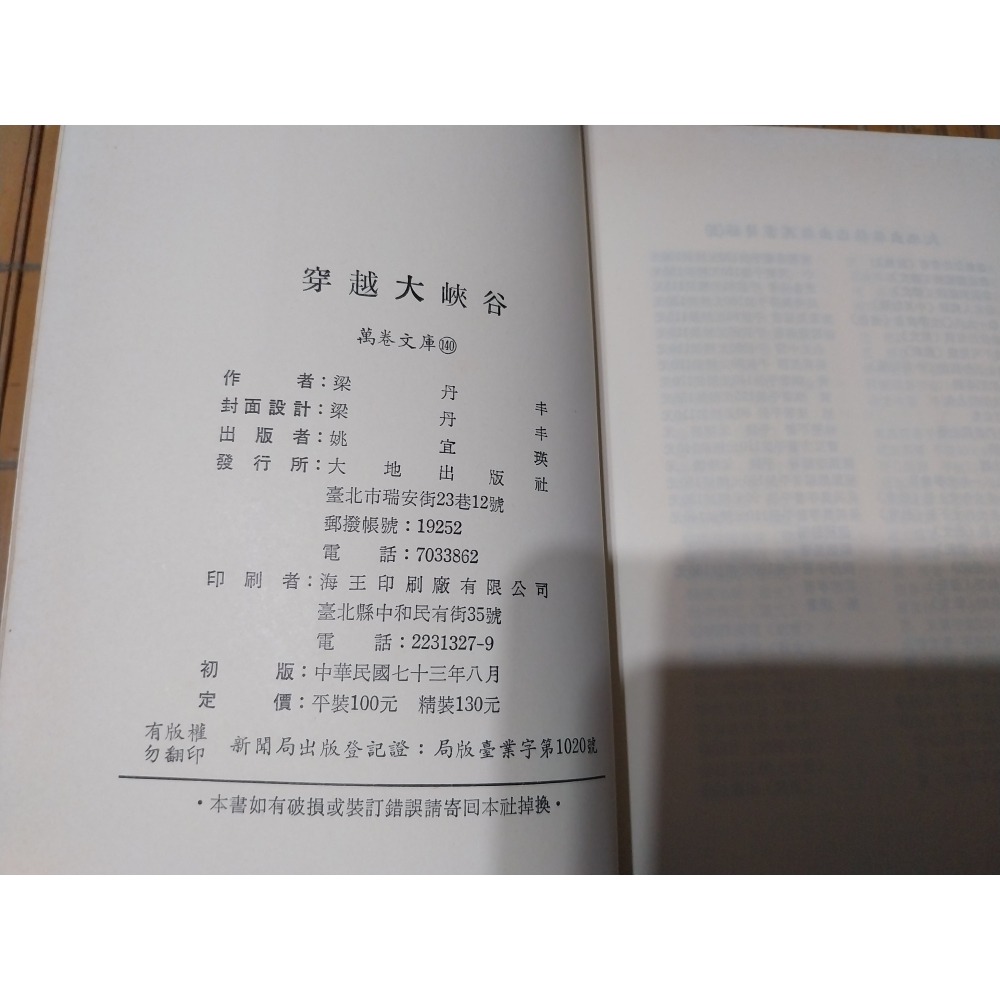 穿越大峽谷
萬卷文庫140
作者：梁丹丰
封面設計：梁丹丰
出版者：姚宜瑛
發行所：大地出版社
臺北市瑞安街23巷12號
郵撥帳號：19252
電話：7033862
印刷者：海王印刷廠有限公司
臺北縣中和民有街35號
電話：2231327-9
初版：中華民國七十三年八月
定價：平裝100元 精裝130元
有版權
勿翻印
新聞局出版登記證：局版臺業字第1020號
·本書如有破損或裝訂錯誤請寄回本社掉換·